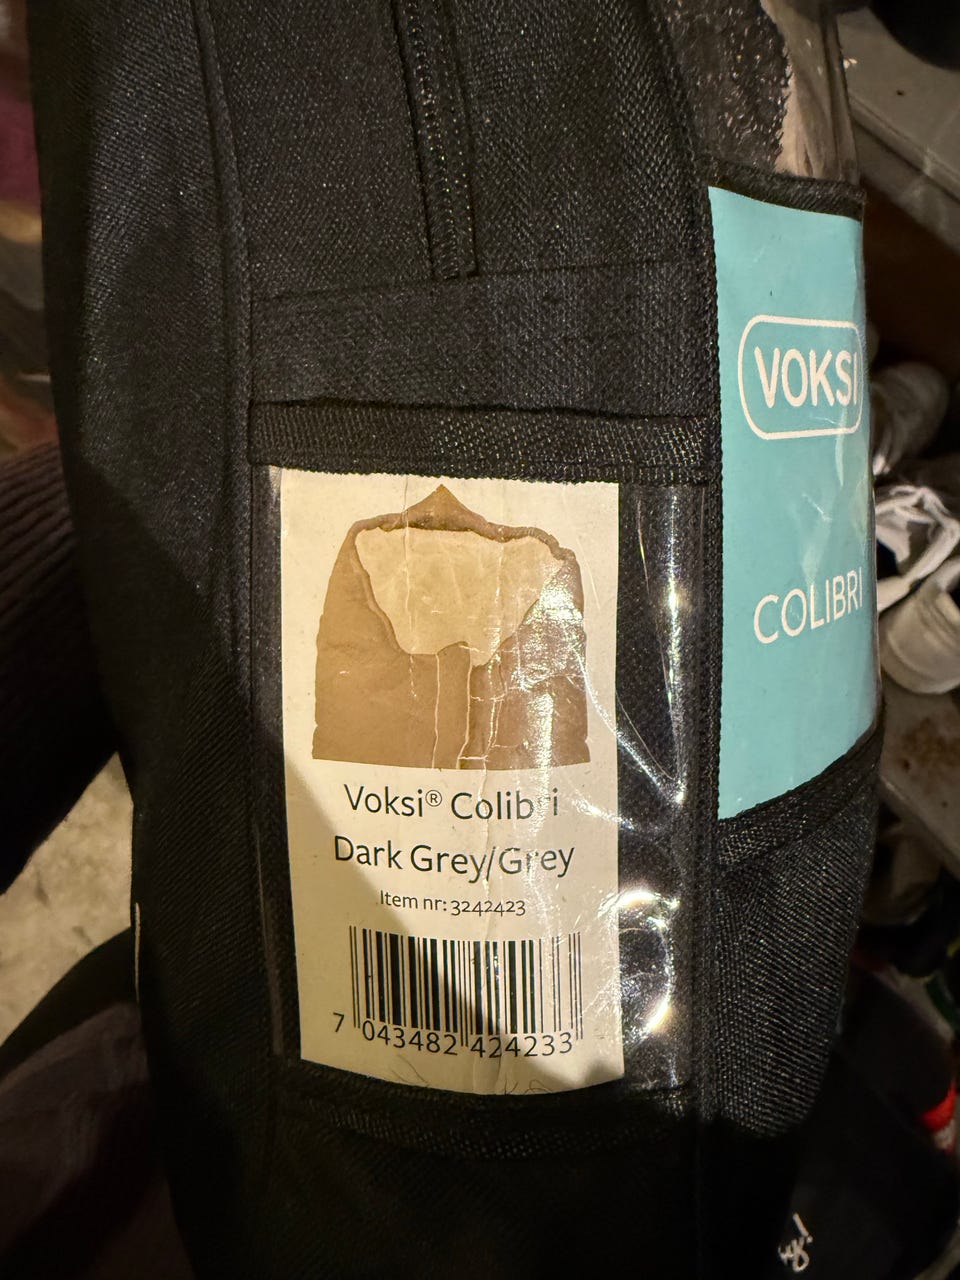 VOKSI
COLIBRI
Voksi® Colibri
Dark Grey/Grey
Item nr: 3242423
7 043482 424233
y!